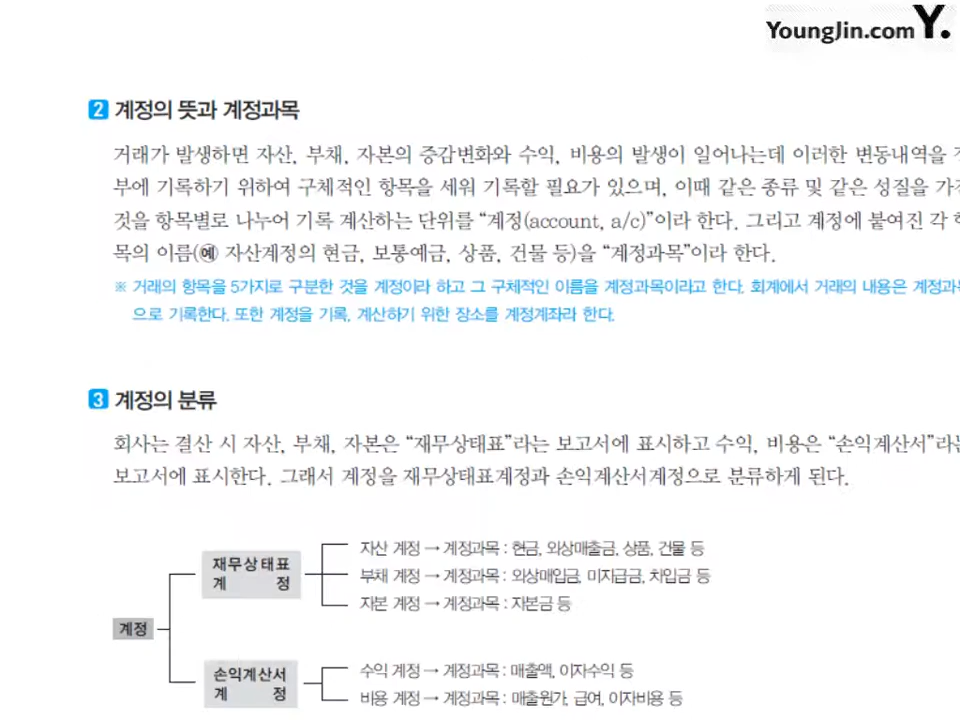 YoungJin.com Y.
2 계정의 뜻과 계정과목
거래가 발생하면 자산, 부채, 자본의 증감변화와 수익, 비용의 발생이 일어나는데 이러한 변동내역을
부에 기록하기 위하여 구체적인 항목을 세워 기록할 필요가 있으며, 이때 같은 종류 및 같은 성질을
것을 항목별로 나누어 기록 계산하는 단위를 “계정(account, a/c)”이라 한다. 그리고 계정에 붙여진 각
목의 이름(예 자산계정의 현금, 보통예금, 상품, 건물 등)을 “계정과목”이라 한다.
※ 거래의 항목을 5가지로 구분한 것을 계정이라 하고 그 구체적인 이름을 계정과목이라고 한다. 회계에서 거래의 내용은
으로 기록한다. 또한 계정을 기록, 계산하기 위한 장소를 계정계좌라 한다.
3 계정의 분류
회사는 결산 시 자산, 부채, 자본은 “재무상태표”라는 보고서에 표시하고 수익, 비용은 “손익계산서”라는
보고서에 표시한다. 그래서 계정을 재무상태표계정과 손익계산서계정으로 분류하게 된다.
계정
재무상태표
계 정
자산 계정 → 계정과목 : 현금, 외상매출금, 상품, 건물 등
부채 계정 → 계정과목 : 외상매입금, 미지급금, 차입금 등
자본 계정 → 계정과목 : 자본금 등
손익계산서
계 정
수익 계정 → 계정과목 : 매출액, 이자수익 등
비용 계정 → 계정과목 : 매출원가, 급여, 이자비용 등